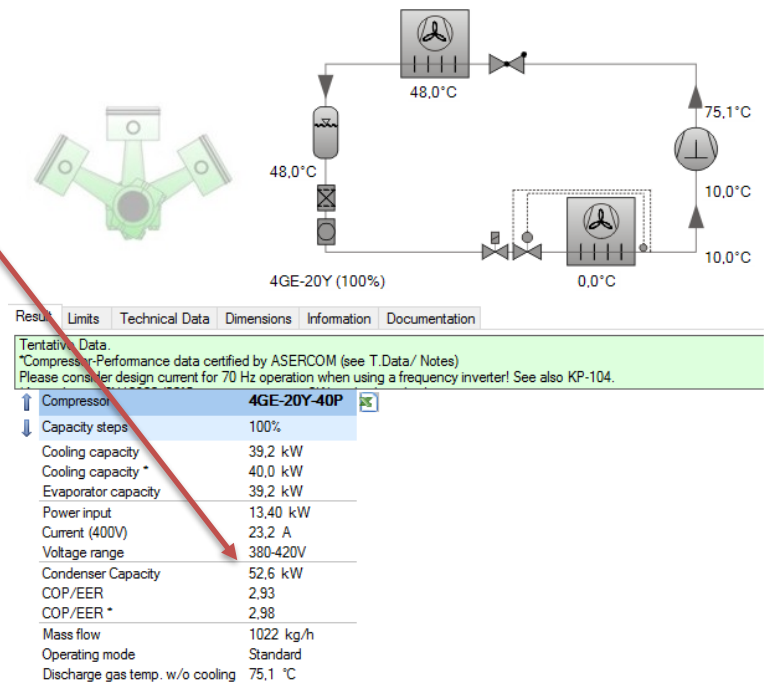 48,0°C
75,1°C
48,0°C
10,0°C
10,0°C
4GE-20Y (100%)
0,0°C
Result Limits Technical Data Dimensions Information Documentation
Tentative Data.
*Compressor-Performance data certified by ASERCOM (see T.Data/ Notes)
Please consider design current for 70 Hz operation when using a frequency inverter! See also KP-104.
Compressor 4GE-20Y-40P
Capacity steps 100%
Cooling capacity 39,2 kW
Cooling capacity * 40,0 kW
Evaporator capacity 39,2 kW
Power input 13,40 kW
Current (400V) 23,2 A
Voltage range 380-420V
Condenser Capacity 52,6 kW
COP/EER 2,93
COP/EER * 2,98
Mass flow 1022 kg/h
Operating mode Standard
Discharge gas temp. w/o cooling 75,1 °C